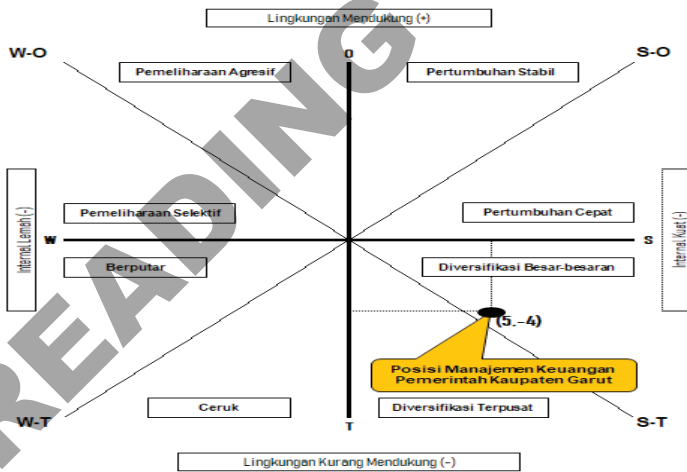 Lingkungan Mendukung (+)
W-O
O
S-O
Pemeliharaan Agresif
Pertumbuhan Stabil
Internal Lemah (-)
Pemeliharaan Selektif
Pertumbuhan Cepat
W
S
Internal Kuat (-)
Berputar
Diversifikasi Besar-besaran
(5.-4)
Posisi Manajemen Keuangan
Pemerintah Kaupaten Garut
Ceruk
Diversifikasi Terpusat
W-T
T
S-T
Lingkungan Kurang Mendukung (-)
READING